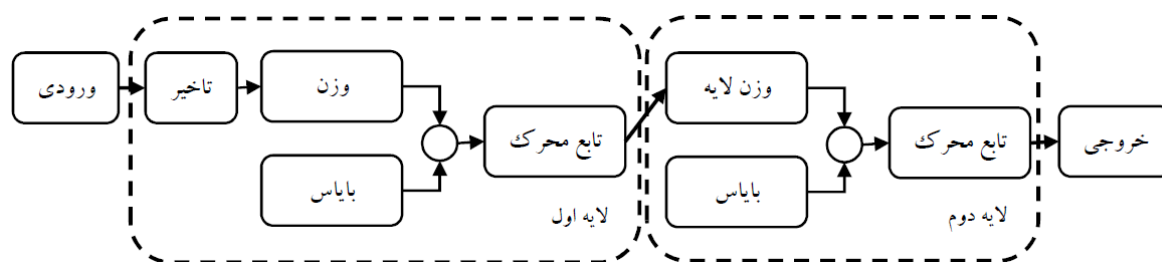 ورودی
تاخیر
وزن
بایاس
تابع محرک
لایه اول
وزن لایه
بایاس
تابع محرک
لایه دوم
خروجی